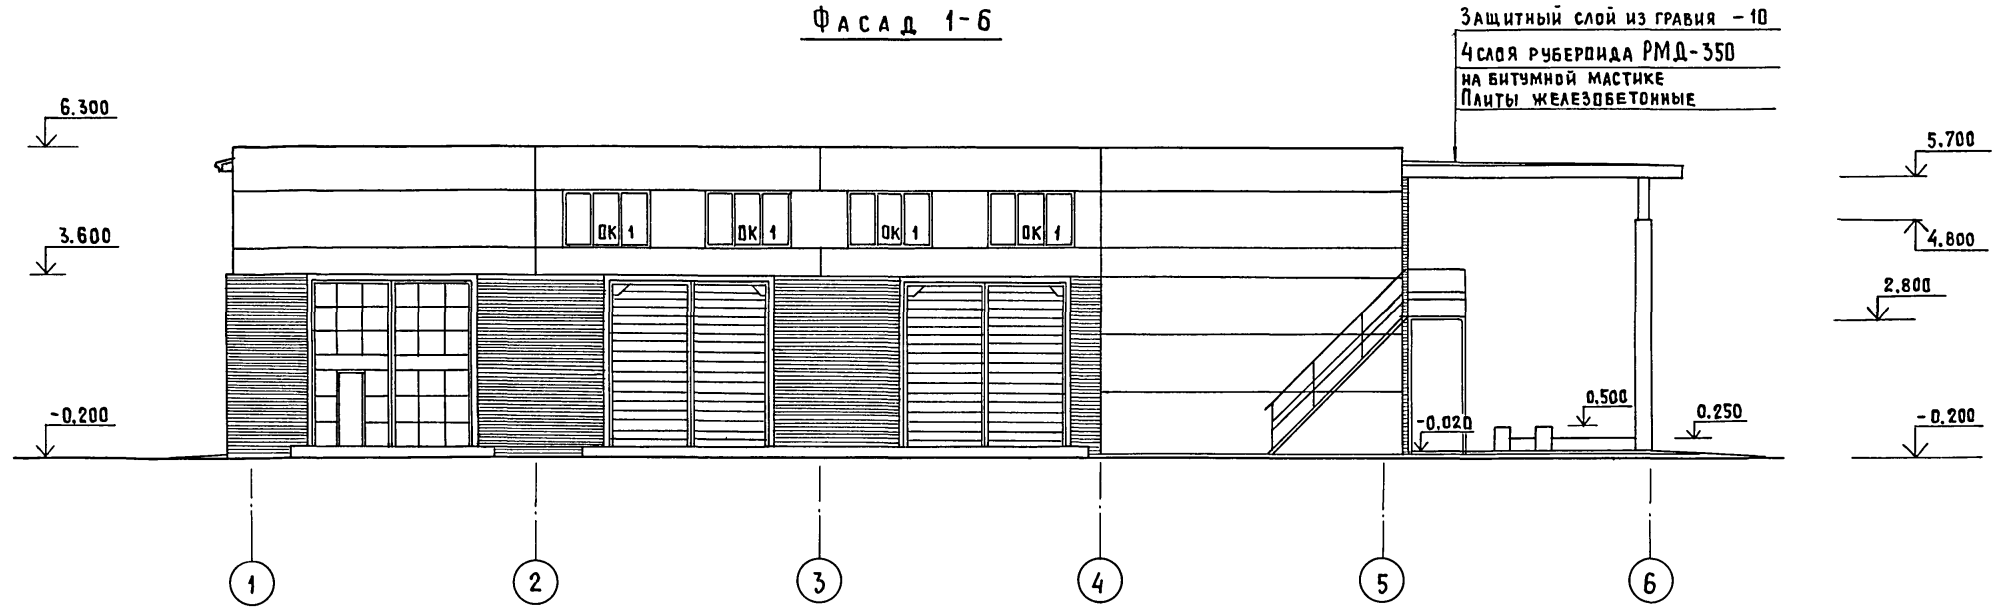 Фасад 1-6
Защитный слой из гравия - 10
4 слоя рубероида РМД-350
на битумной мастике
Плиты железобетонные
6.300
5.700
3.600
ОК 1
ОК 1
ОК 1
ОК 1
4.800
2.800
-0,200
-0,020
0.500
0.250
-0.200
1
2
3
4
5
6